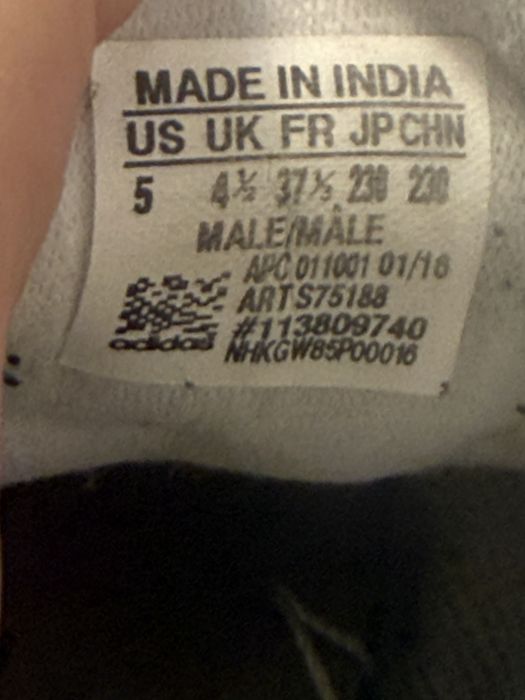 MADE IN INDIA
US UK FR JP CHN
5 4½ 37⅓ 230 230
MALE/MÂLE
APC 011001 01/16
ART S75188
#113809740
NHKGW85P00016
adidas